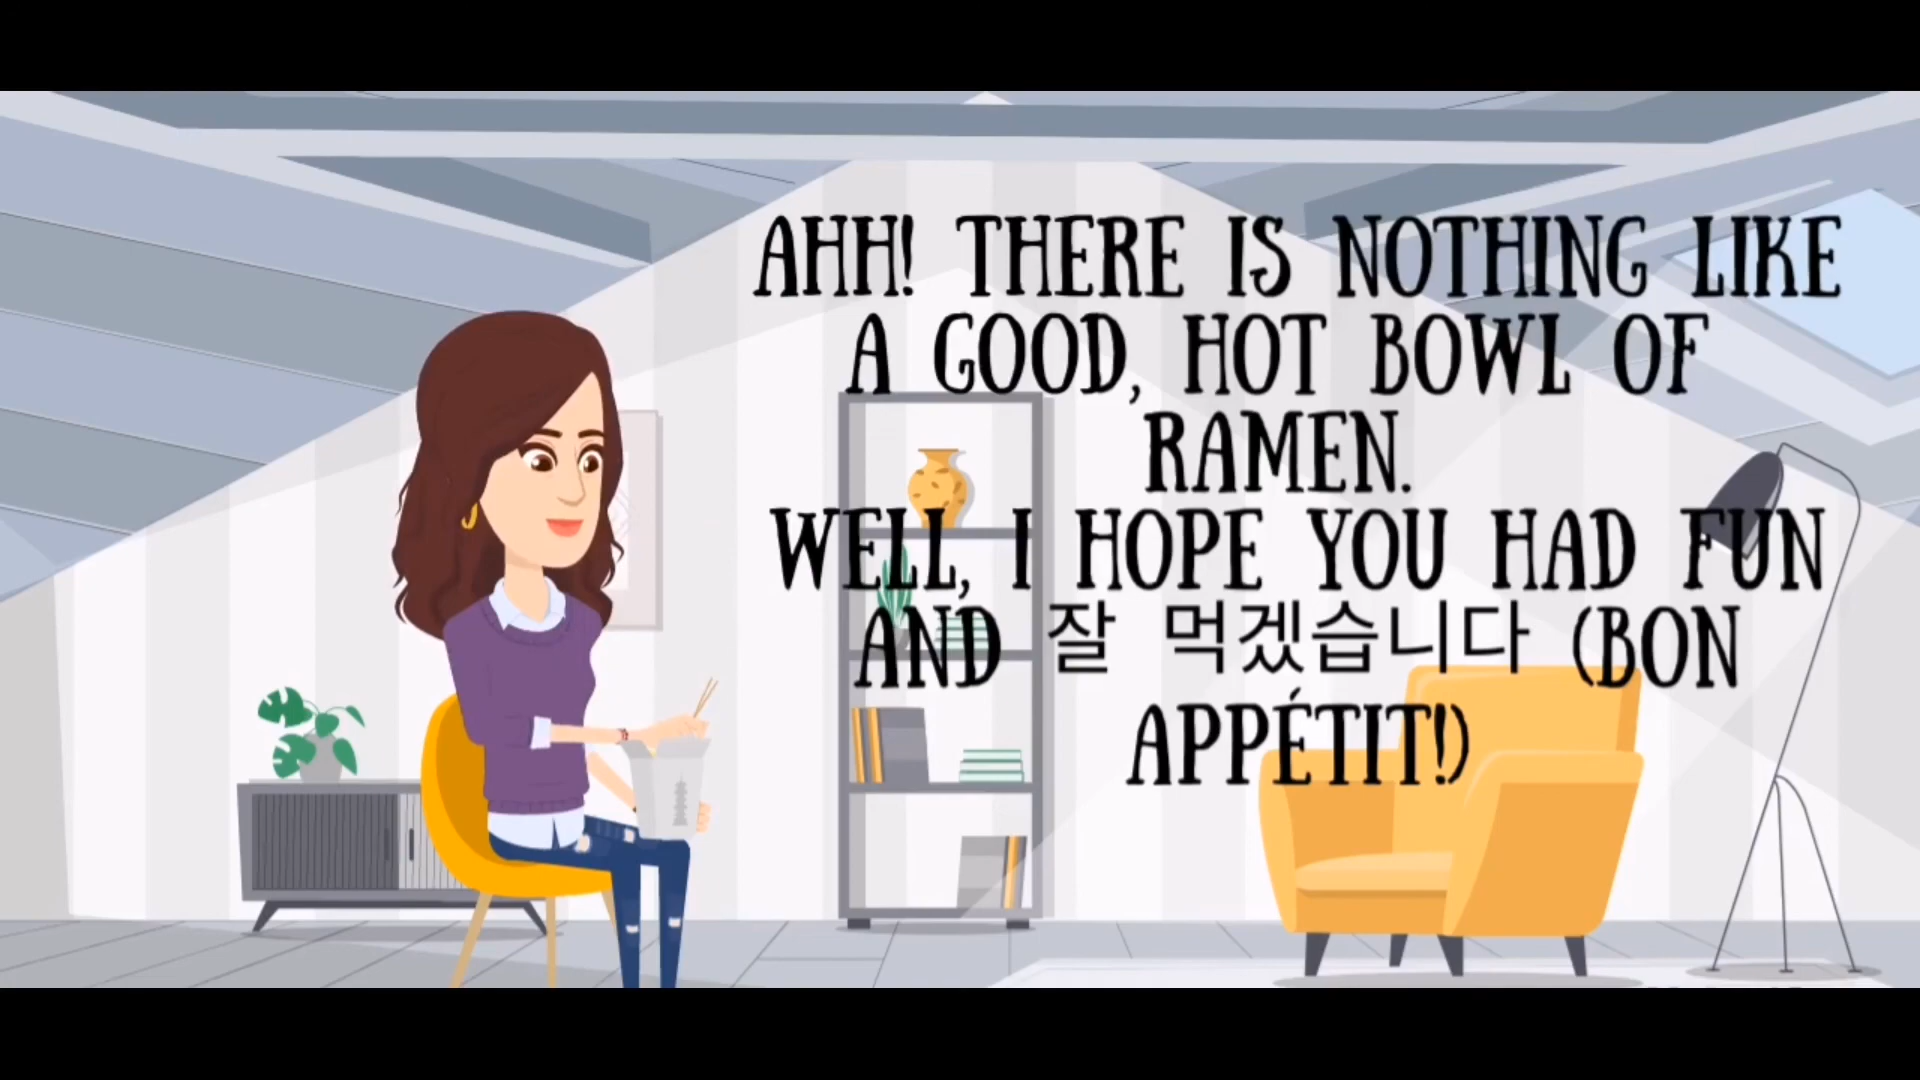 AHH! THERE IS NOTHING LIKE
A GOOD, HOT BOWL OF
RAMEN.
WELL, I HOPE YOU HAD FUN
AND 잘 먹겠습니다 (BON
APPÉTIT!)